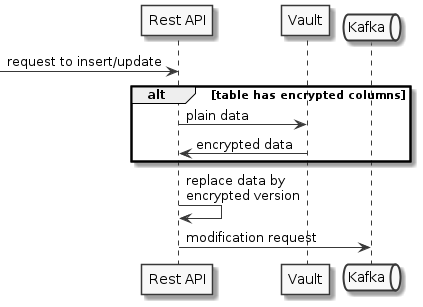 Rest API
Vault
Kafka
request to insert/update
alt
[table has encrypted columns]
plain data
encrypted data
replace data by
encrypted version
modification request
Rest API
Vault
Kafka